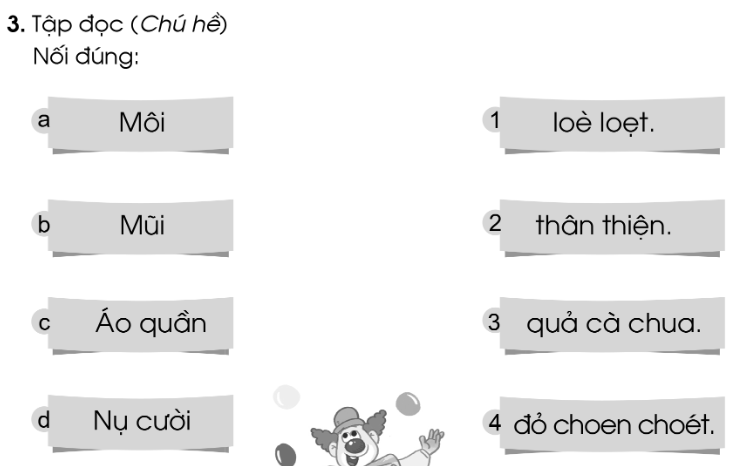 3. Tập đọc (Chú hề)
Nối đúng:
a Môi
1 loè loẹt.
b Mũi
2 thân thiện.
c Áo quần
3 quả cà chua.
d Nụ cười
4 đỏ choen choét.